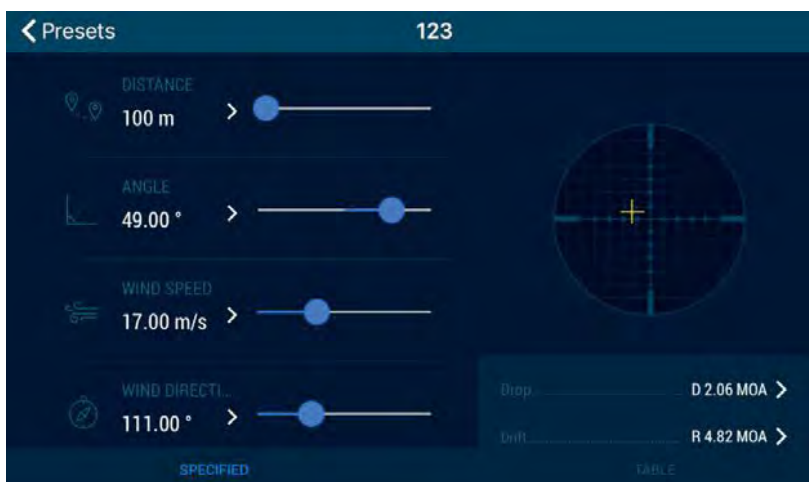 Presets
123
DISTANCE
100 m
ANGLE
49.00 °
WIND SPEED
17.00 m/s
WIND DIRECTI...
111.00 °
Drop D 2.06 MOA
Drift R 4.82 MOA
SPECIFIED
TABLE